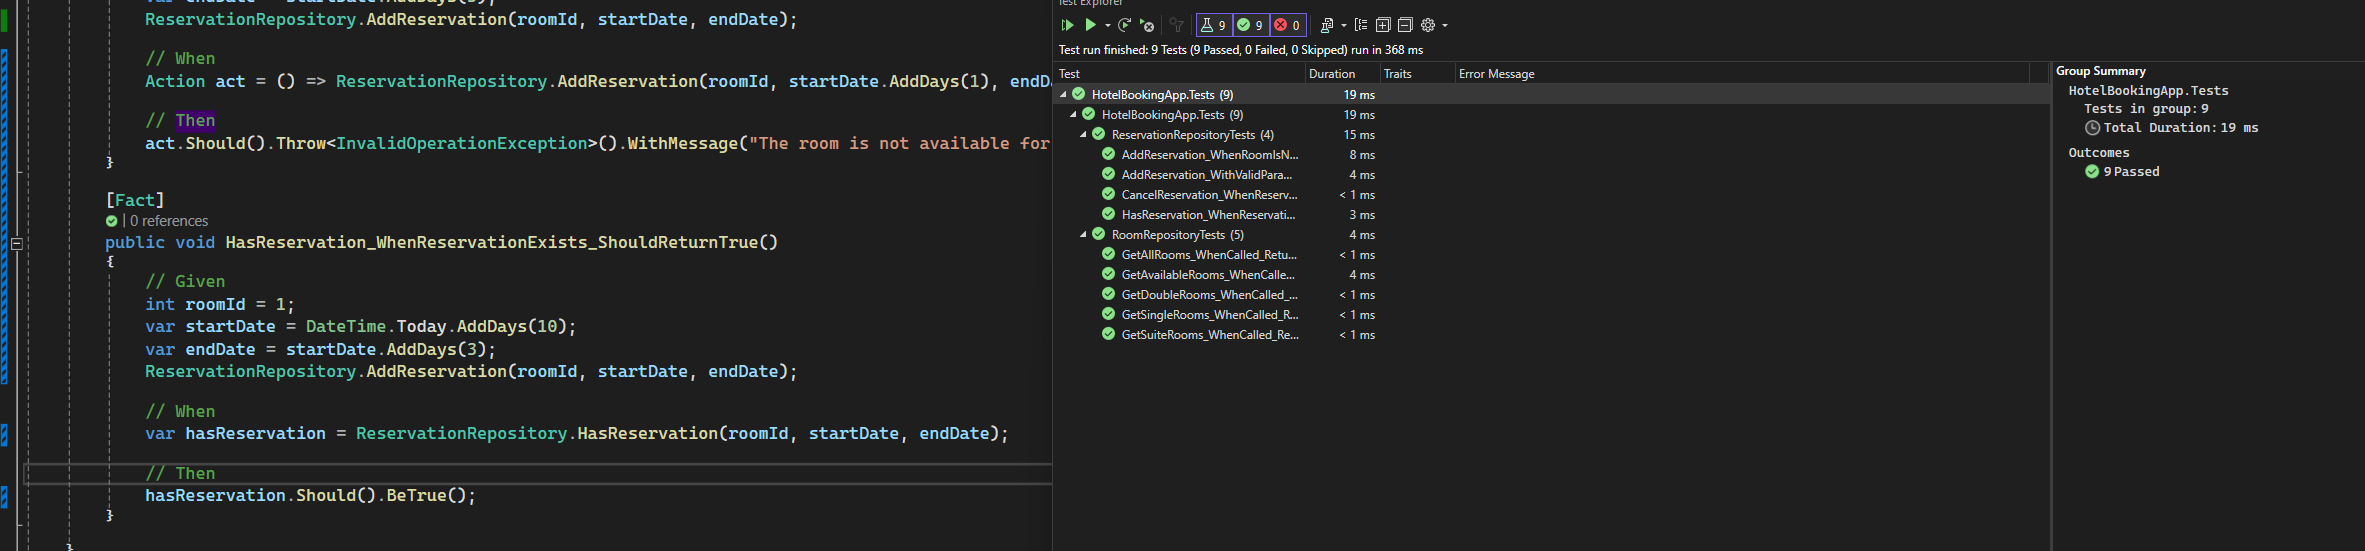 ReservationRepository.AddReservation(roomId, startDate, endDate);
// When
Action act = () => ReservationRepository.AddReservation(roomId, startDate.AddDays(1), endD
// Then
act.Should().Throw<InvalidOperationException>().WithMessage("The room is not available for
}
[Fact]
| 0 references
public void HasReservation_WhenReservationExists_ShouldReturnTrue()
{
// Given
int roomId = 1;
var startDate = DateTime.Today.AddDays(10);
var endDate = startDate.AddDays(3);
ReservationRepository.AddReservation(roomId, startDate, endDate);
// When
var hasReservation = ReservationRepository.HasReservation(roomId, startDate, endDate);
// Then
hasReservation.Should().BeTrue();
}
}
Test Explorer
9 9 0
Test run finished: 9 Tests (9 Passed, 0 Failed, 0 Skipped) run in 368 ms
Test Duration Traits Error Message
HotelBookingApp.Tests (9) 19 ms
HotelBookingApp.Tests (9) 19 ms
ReservationRepositoryTests (4) 15 ms
AddReservation_WhenRoomIsN... 8 ms
AddReservation_WithValidPara... 4 ms
CancelReservation_WhenReserv... < 1 ms
HasReservation_WhenReservati... 3 ms
RoomRepositoryTests (5) 4 ms
GetAllRooms_WhenCalled_Retu... < 1 ms
GetAvailableRooms_WhenCalle... 4 ms
GetDoubleRooms_WhenCalled_... < 1 ms
GetSingleRooms_WhenCalled_R... < 1 ms
GetSuiteRooms_WhenCalled_Re... < 1 ms
Group Summary
HotelBookingApp.Tests
Tests in group: 9
Total Duration: 19 ms
Outcomes
9 Passed